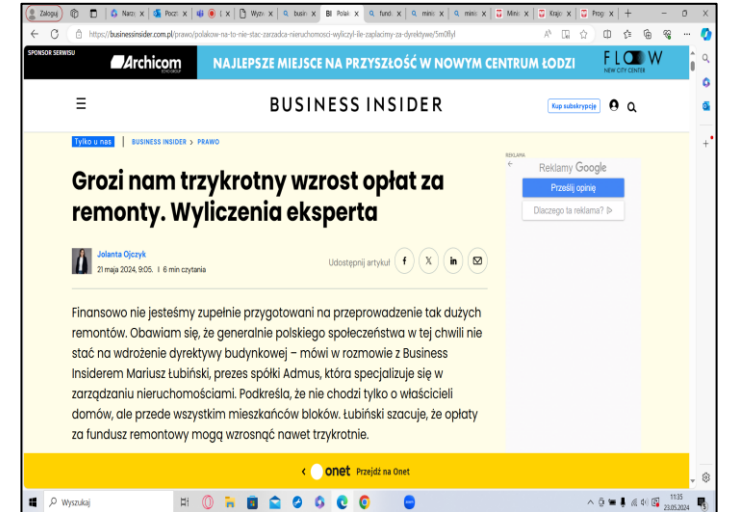 Zaloguj
https://businessinsider.com.pl/prawo/polakow-na-to-nie-stac-zarzadca-nieruchomosci-wyliczyl-ile-zaplacimy-za-dyrektywe/5m0flyf
SPONSOR SERWISU
Archicom
NAJLEPSZE MIEJSCE NA PRZYSZŁOŚĆ W NOWYM CENTRUM ŁODZI
FLOW
NEW CITY CENTER
BUSINESS INSIDER
Kup subskrypcję
Tylko u nas | BUSINESS INSIDER > PRAWO
REKLAMA
Grozi nam trzykrotny wzrost opłat za
remonty. Wyliczenia eksperta
Reklamy Google
Prześlij opinię
Dlaczego ta reklama?
Jolanta Ojczyk
21 maja 2024, 9:05. | 6 min czytania
Udostępnij artykuł
Finansowo nie jesteśmy zupełnie przygotowani na przeprowadzenie tak dużych
remontów. Obawiam się, że generalnie polskiego społeczeństwa w tej chwili nie
stać na wdrożenie dyrektywy budynkowej – mówi w rozmowie z Business
Insiderem Mariusz Łubiński, prezes spółki Admus, która specjalizuje się w
zarządzaniu nieruchomościami. Podkreśla, że nie chodzi tylko o właścicieli
domów, ale przede wszystkim mieszkańców bloków. Łubiński szacuje, że opłaty
za fundusz remontowy mogą wzrosnąć nawet trzykrotnie.
onet Przejdź na Onet
Wyszukaj
11:35
23.05.2024